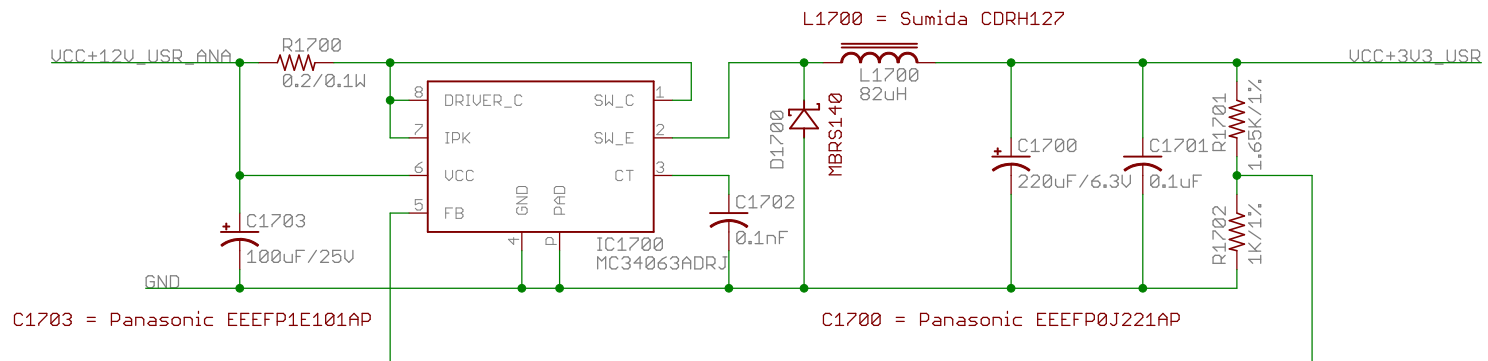 L1700 = Sumida CDRH127
VCC+12V_USR_ANA
R1700
0.2/0.1W
L1700
82uH
VCC+3V3_USR
8
DRIVER_C
SW_C
1
7
IPK
SW_E
2
6
VCC
CT
3
5
FB
GND
4
PAD
P
IC1700
MC34063ADRJ
C1702
0.1nF
D1700
MBRS140
C1700
220uF/6.3V
C1701
0.1uF
R1701
1.65K/1%
R1702
1K/1%
C1703
100uF/25V
GND
C1703 = Panasonic EEEFP1E101AP
C1700 = Panasonic EEEFP0J221AP